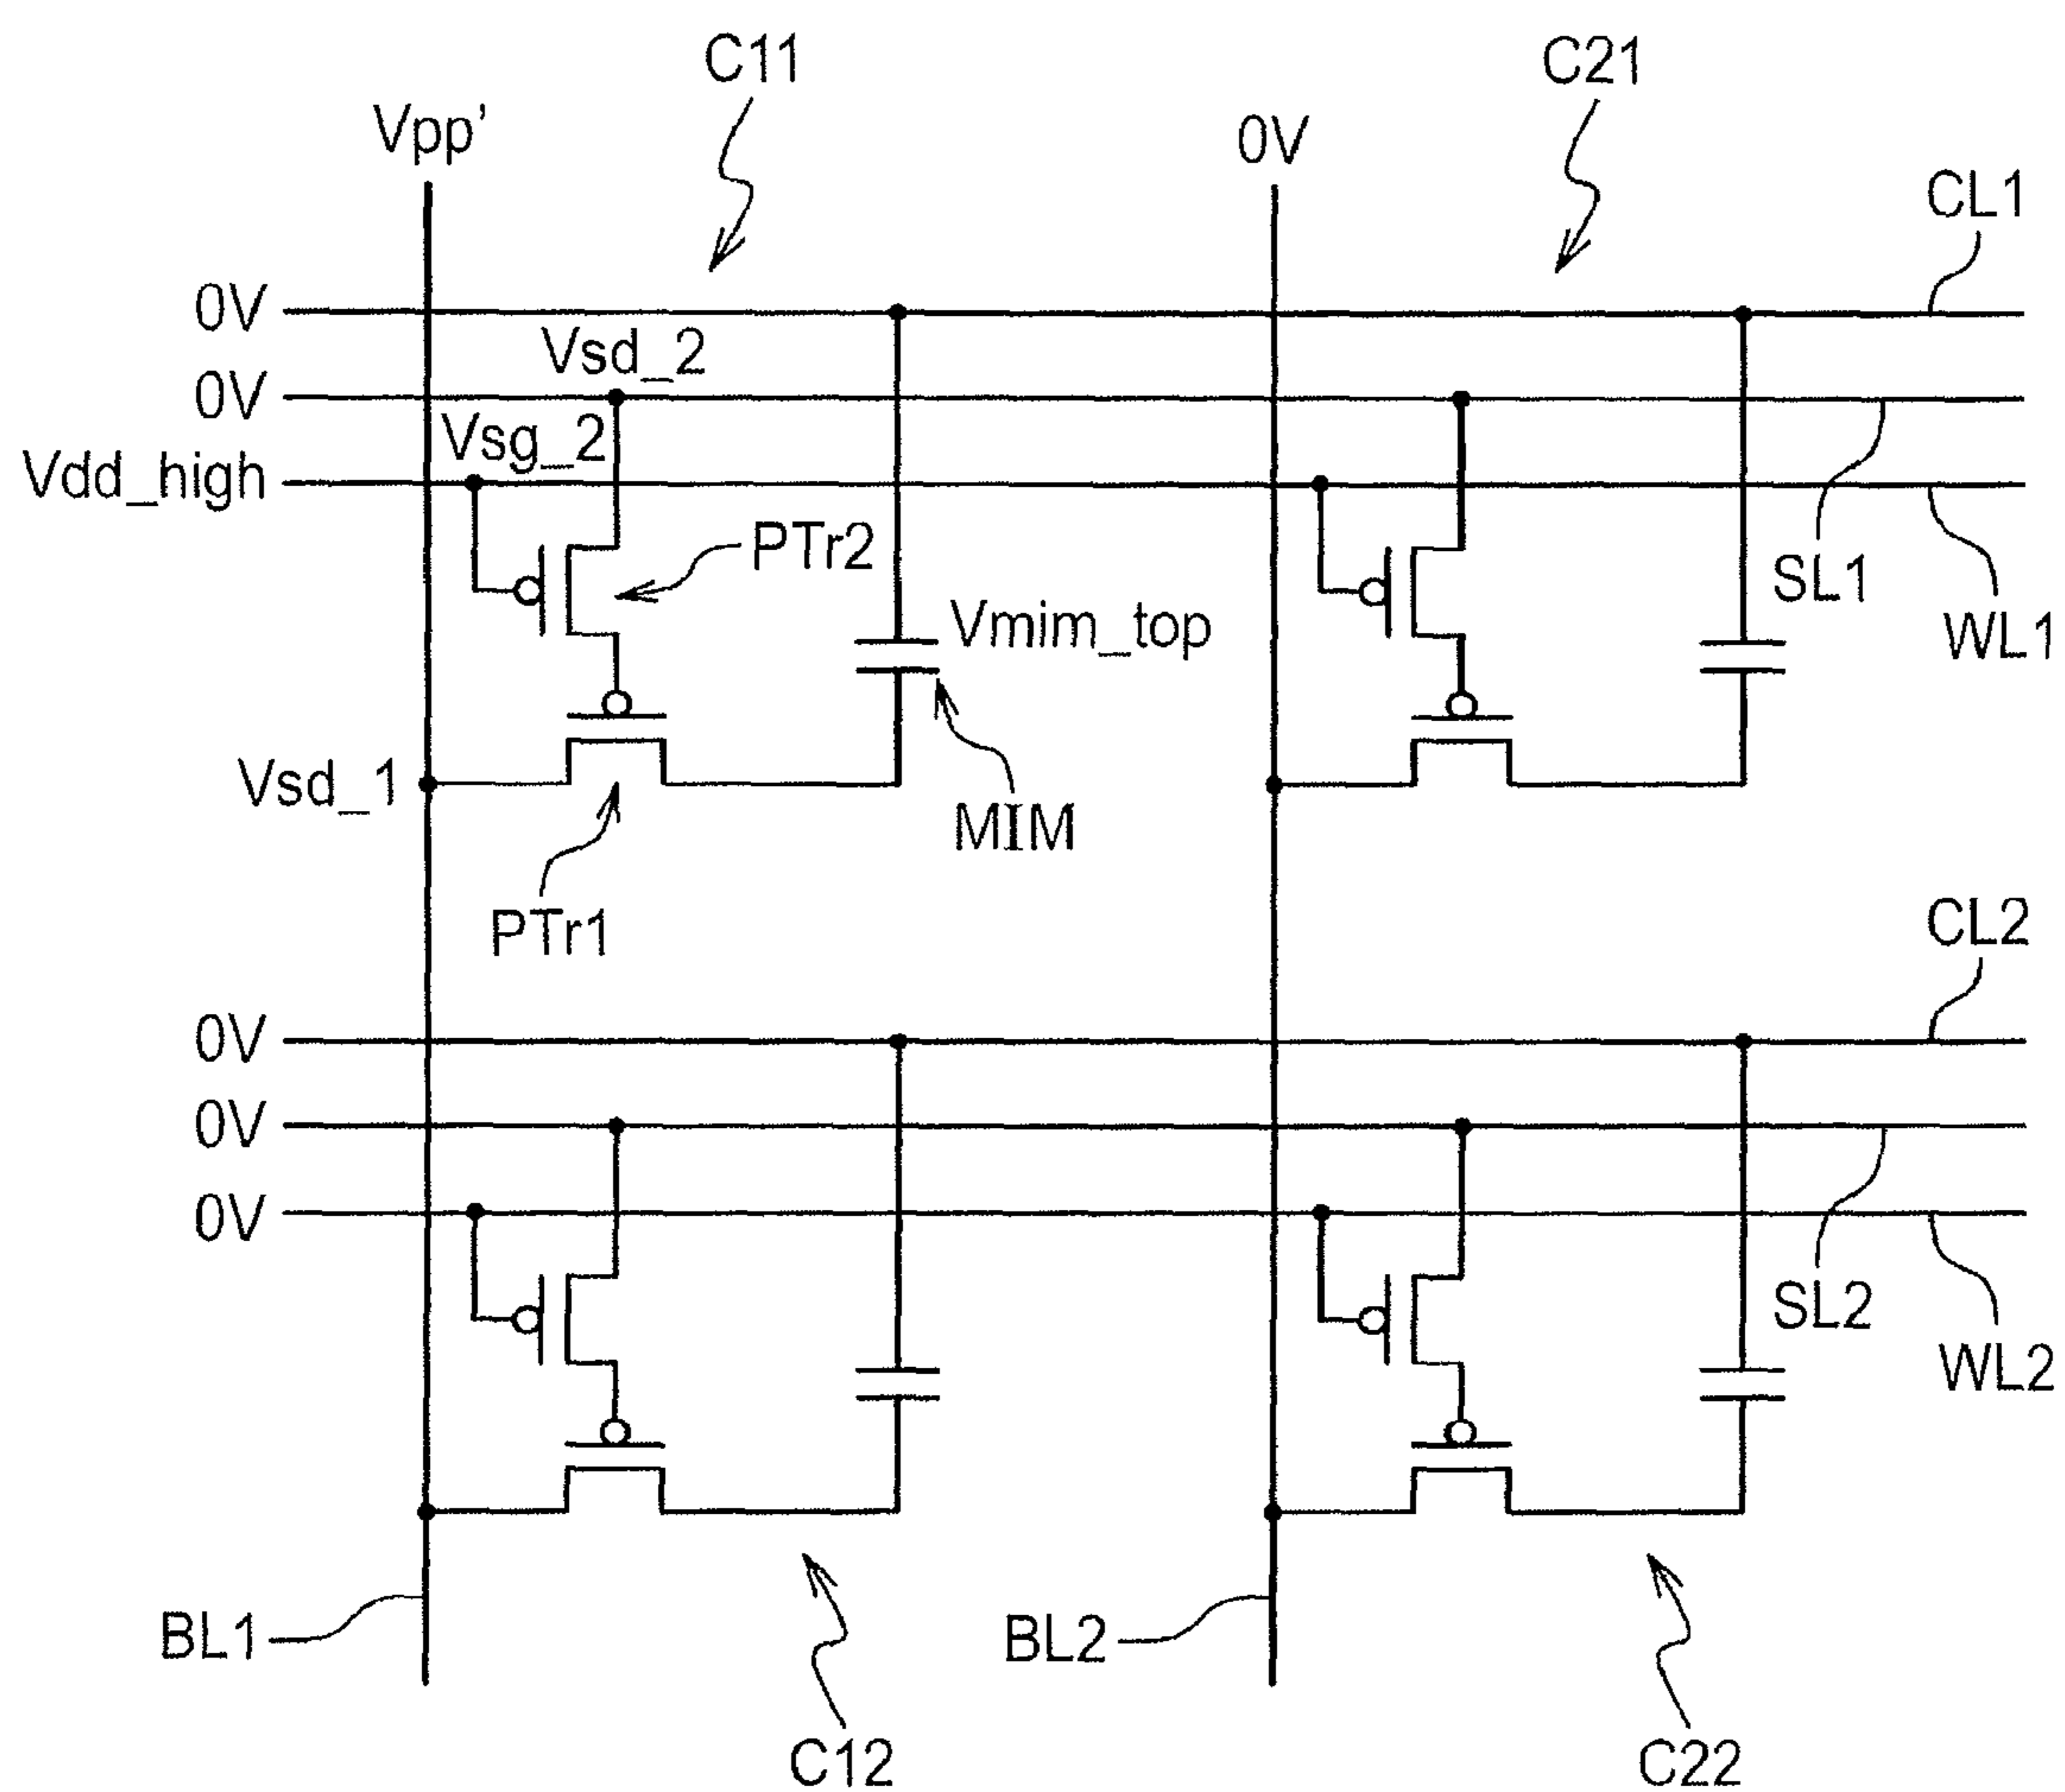 C11
C21
Vpp’
0V
CL1
0V
Vsd_2
0V
Vsg_2
Vdd_high
PTr2
SL1
Vmim_top
WL1
Vsd_1
MIM
PTr1
CL2
0V
0V
0V
SL2
WL2
BL1
BL2
C12
C22